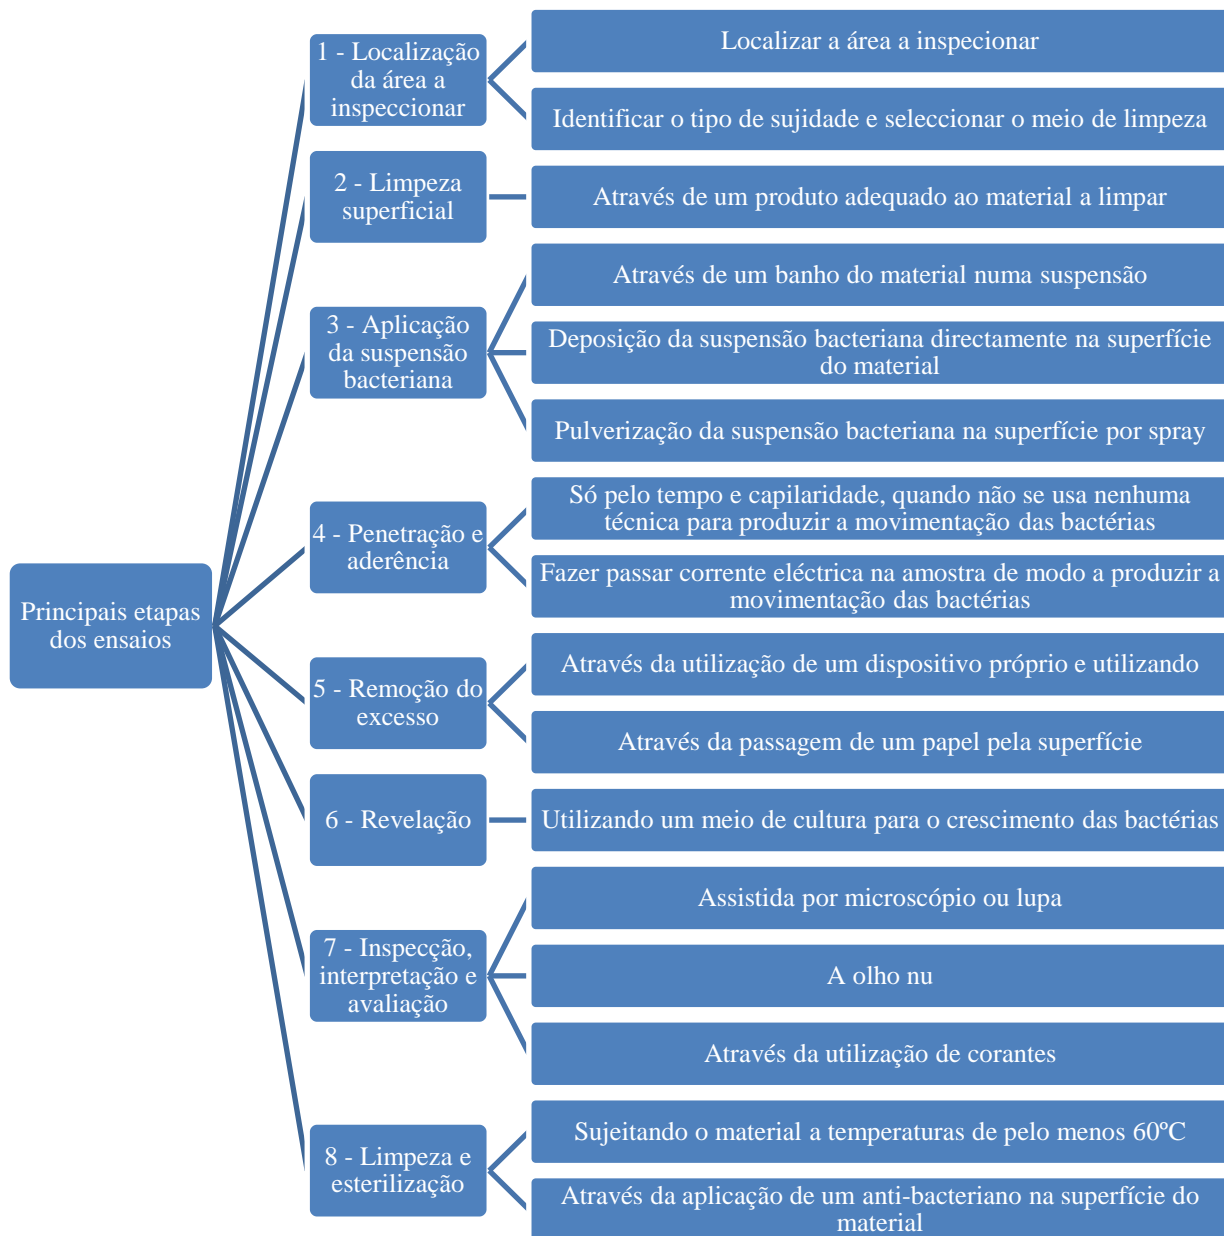 Principais etapas
dos ensaios
1 - Localização
da área a
inspeccionar
Localizar a área a inspecionar
Identificar o tipo de sujidade e seleccionar o meio de limpeza
2 - Limpeza
superficial
Através de um produto adequado ao material a limpar
3 - Aplicação
da suspensão
bacteriana
Através de um banho do material numa suspensão
Deposição da suspensão bacteriana directamente na superfície
do material
Pulverização da suspensão bacteriana na superfície por spray
4 - Penetração e
aderência
Só pelo tempo e capilaridade, quando não se usa nenhuma
técnica para produzir a movimentação das bactérias
Fazer passar corrente eléctrica na amostra de modo a produzir a
movimentação das bactérias
5 - Remoção do
excesso
Através da utilização de um dispositivo próprio e utilizando
Através da passagem de um papel pela superfície
6 - Revelação
Utilizando um meio de cultura para o crescimento das bactérias
7 - Inspecção,
interpretação e
avaliação
Assistida por microscópio ou lupa
A olho nu
Através da utilização de corantes
8 - Limpeza e
esterilização
Sujeitando o material a temperaturas de pelo menos 60ºC
Através da aplicação de um anti-bacteriano na superfície do
material